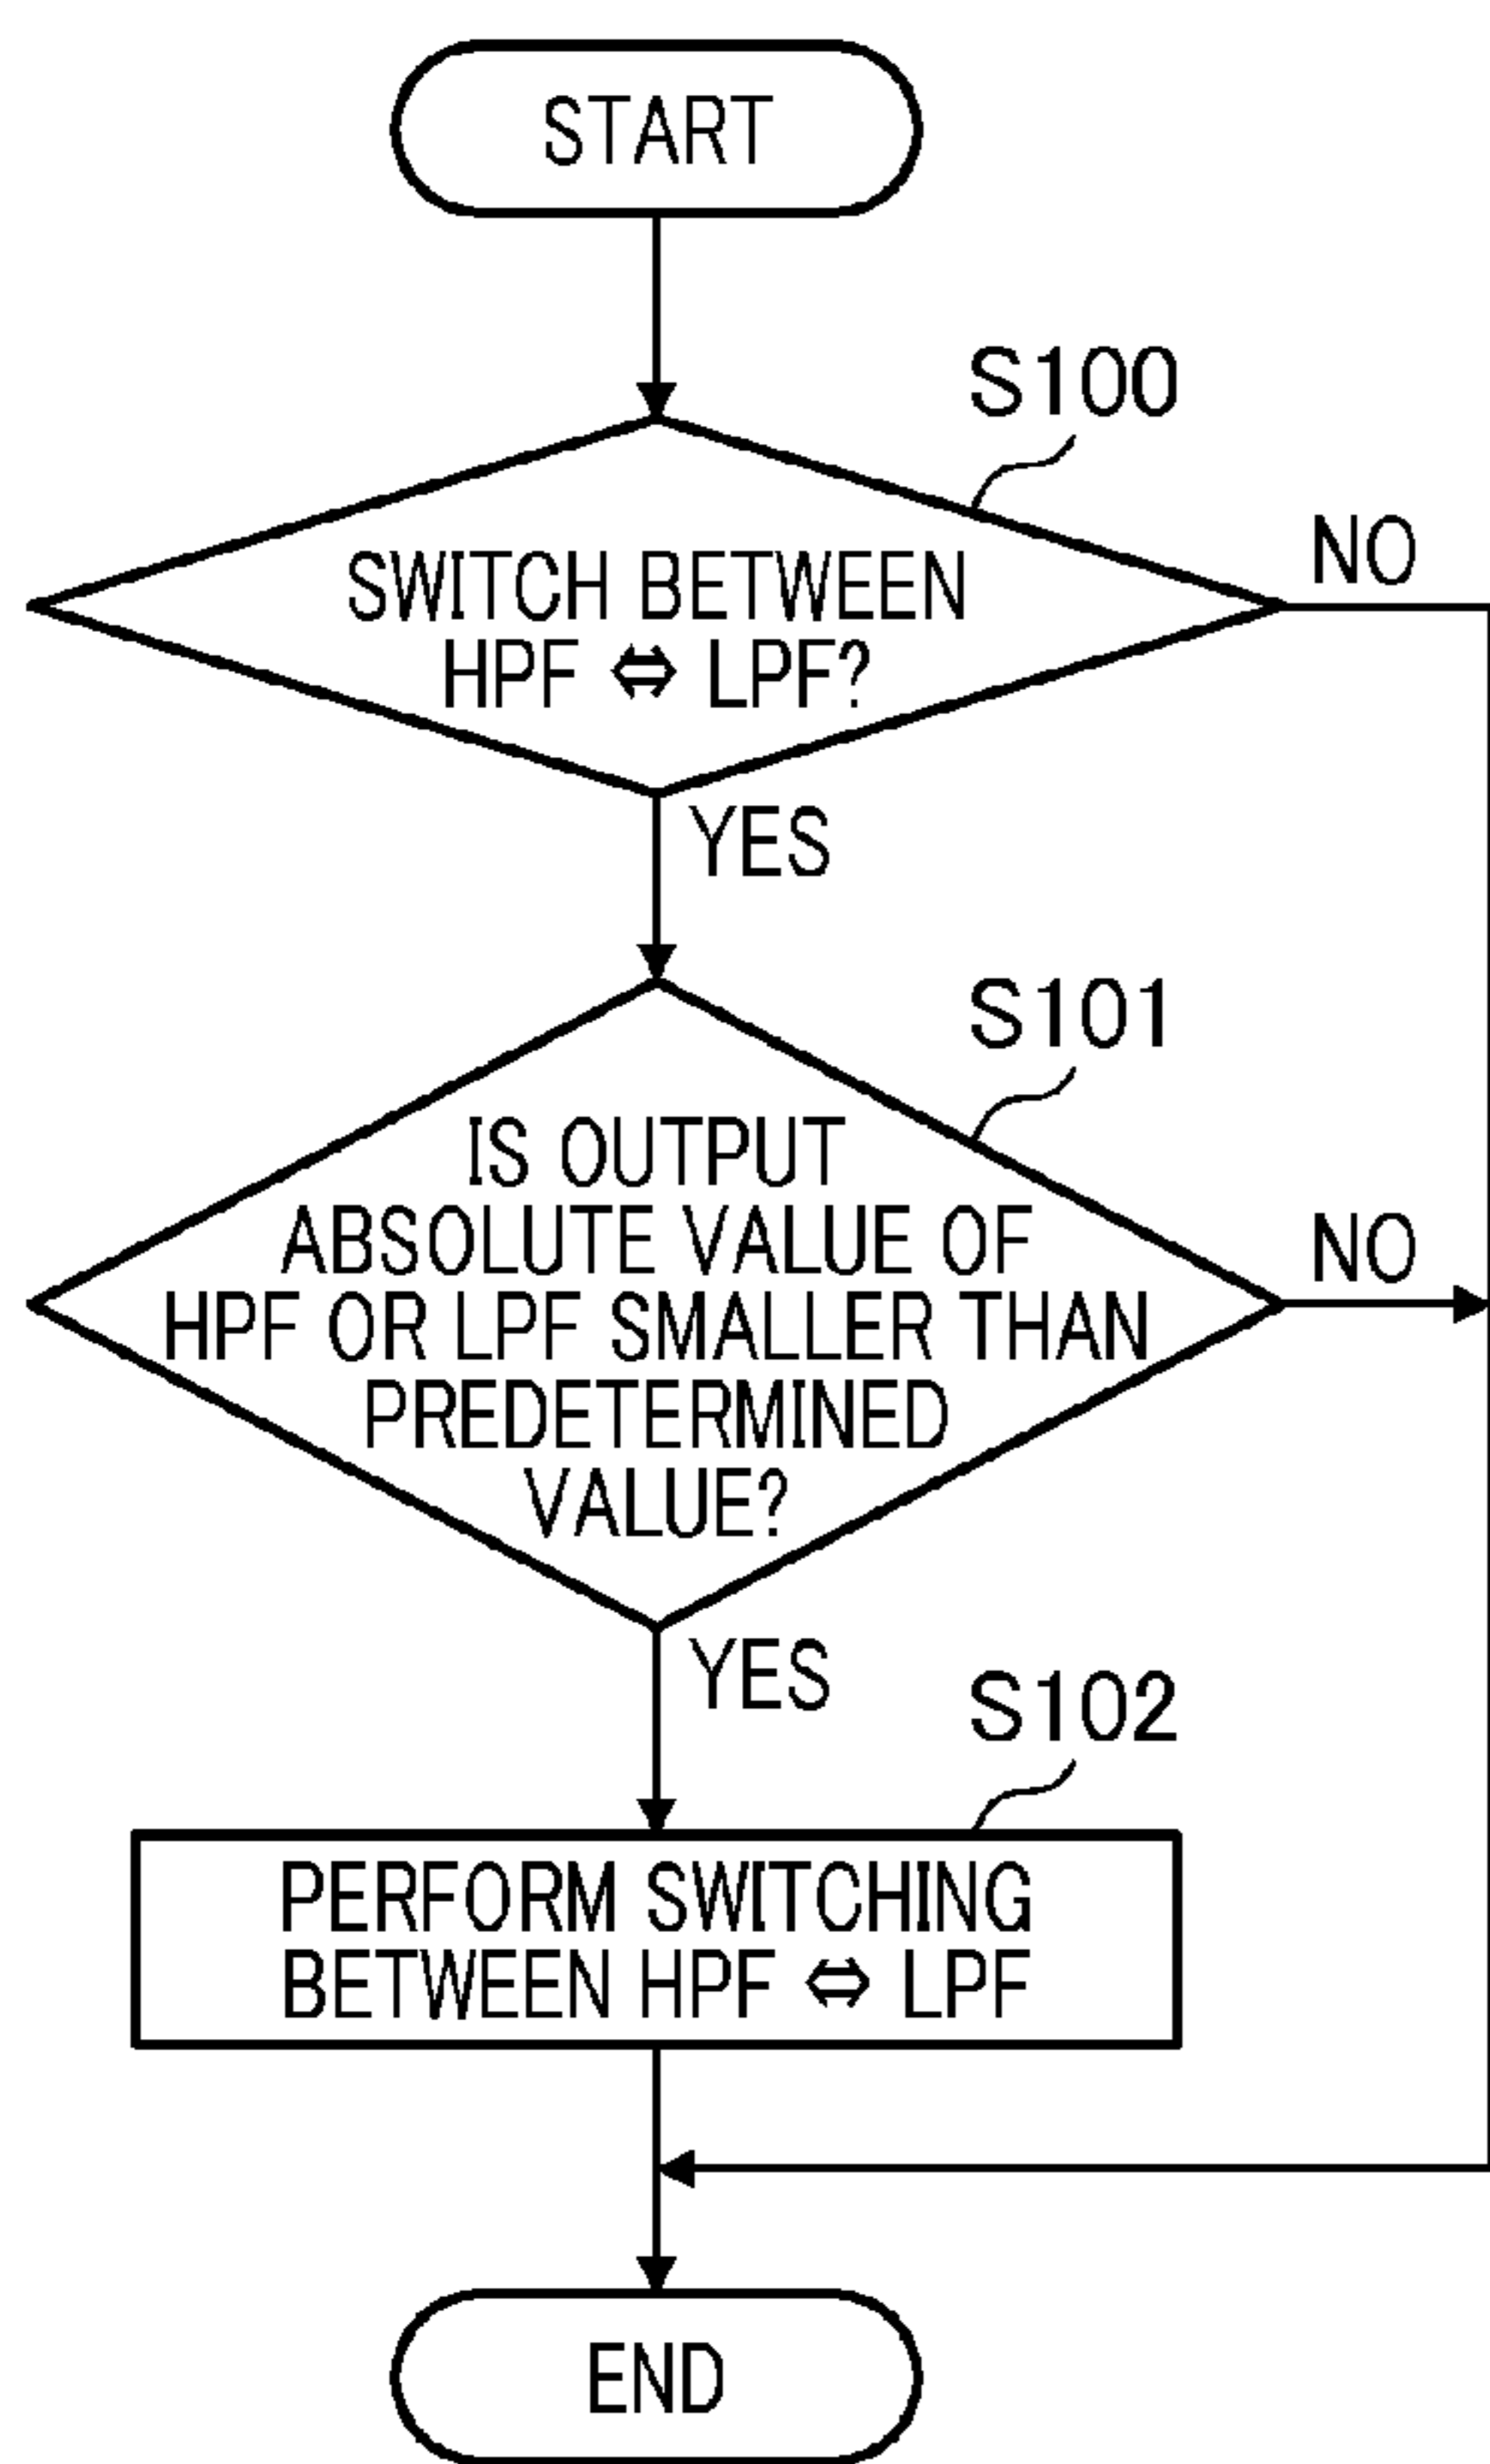 START
S100
SWITCH BETWEEN
HPF ⇔ LPF?
NO
YES
S101
IS OUTPUT
ABSOLUTE VALUE OF
HPF OR LPF SMALLER THAN
PREDETERMINED
VALUE?
NO
YES
S102
PERFORM SWITCHING
BETWEEN HPF ⇔ LPF
END